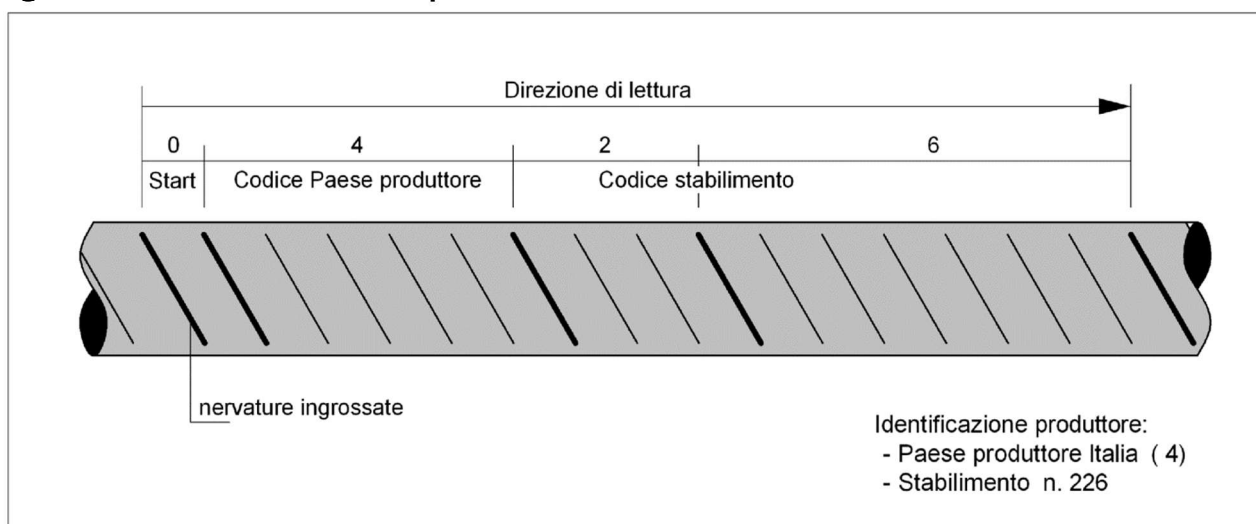 Direzione di lettura
0 4 2 6
Start Codice Paese produttore Codice stabilimento
nervature ingrossate
Identificazione produttore:
- Paese produttore Italia ( 4)
- Stabilimento n. 226